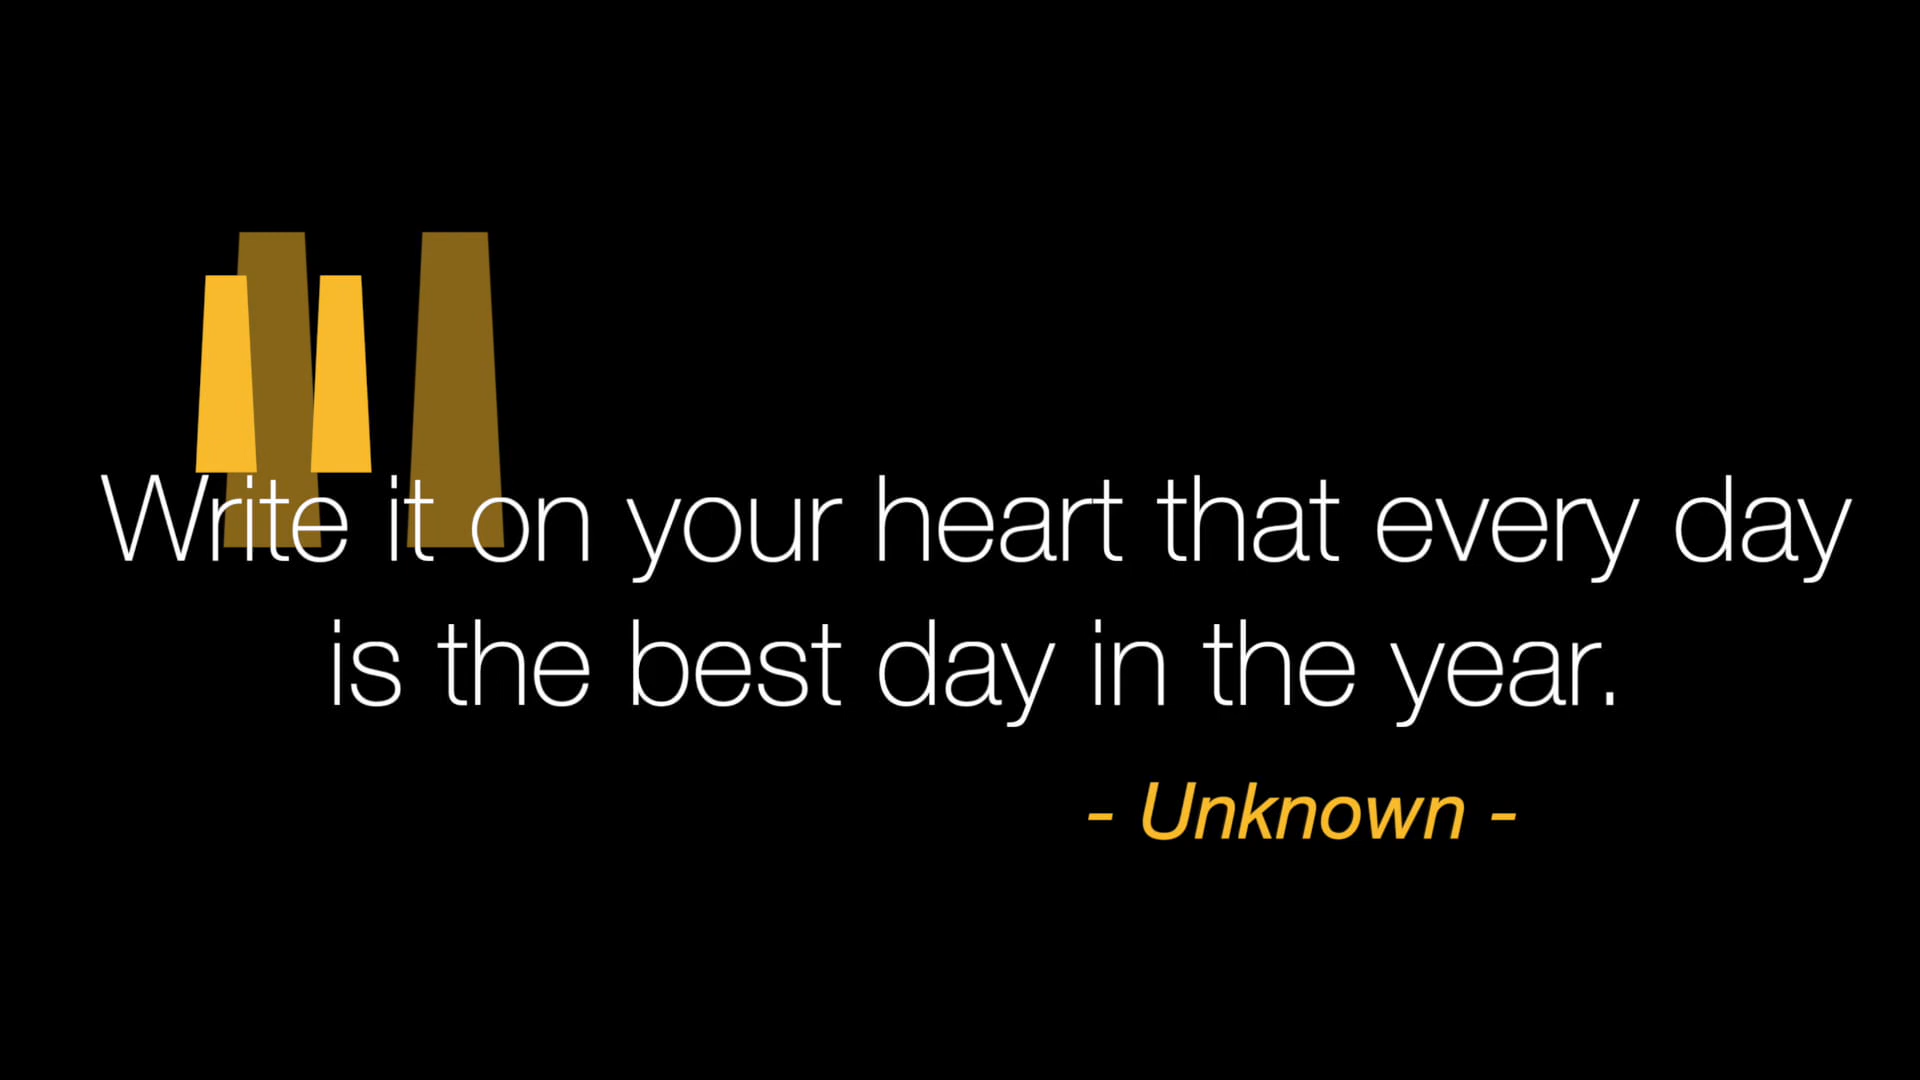 Write it on your heart that every day
is the best day in the year.
- Unknown -